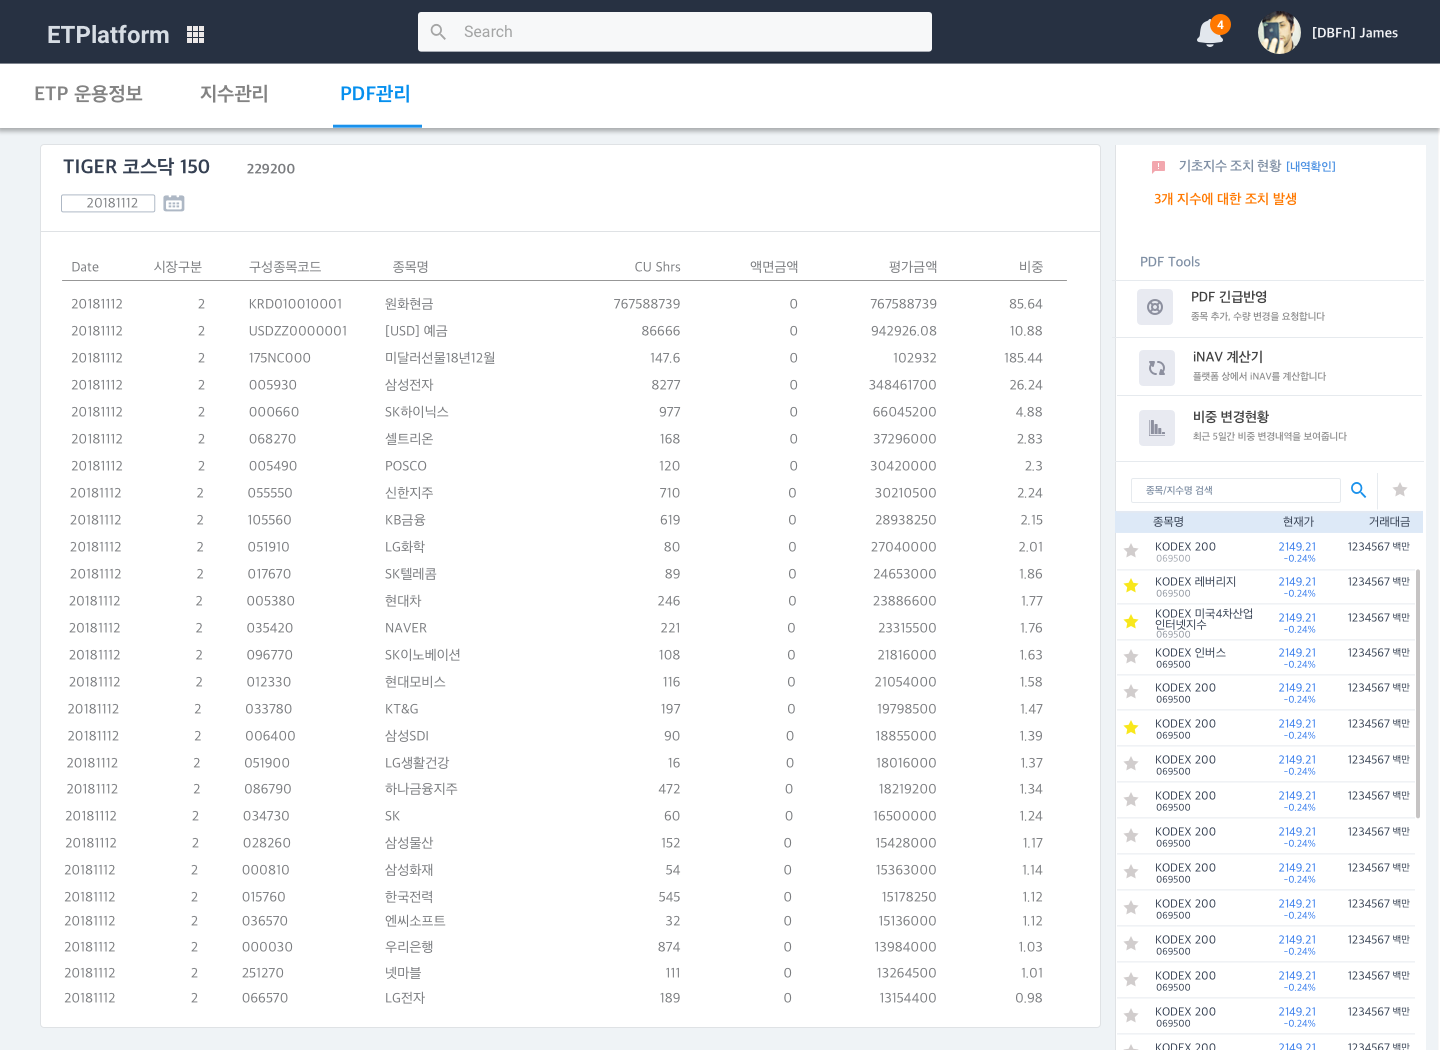 ETPlatform
Search
4
[DBFn] James
ETP 운용정보 지수관리 PDF관리
TIGER 코스닥 150 229200
20181112
Date 시장구분 구성종목코드 종목명 CU Shrs 액면금액 평가금액 비중
20181112 2 KRD010010001 원화현금 767588739 0 767588739 85.64
20181112 2 USDZZ0000001 [USD] 예금 86666 0 942926.08 10.88
20181112 2 175NC000 미달러선물18년12월 147.6 0 102932 185.44
20181112 2 005930 삼성전자 8277 0 348461700 26.24
20181112 2 000660 SK하이닉스 977 0 66045200 4.88
20181112 2 068270 셀트리온 168 0 37296000 2.83
20181112 2 005490 POSCO 120 0 30420000 2.3
20181112 2 055550 신한지주 710 0 30210500 2.24
20181112 2 105560 KB금융 619 0 28938250 2.15
20181112 2 051910 LG화학 80 0 27040000 2.01
20181112 2 017670 SK텔레콤 89 0 24653000 1.86
20181112 2 005380 현대차 246 0 23886600 1.77
20181112 2 035420 NAVER 221 0 23315500 1.76
20181112 2 096770 SK이노베이션 108 0 21816000 1.63
20181112 2 012330 현대모비스 116 0 21054000 1.58
20181112 2 033780 KT&G 197 0 19798500 1.47
20181112 2 006400 삼성SDI 90 0 18855000 1.39
20181112 2 051900 LG생활건강 16 0 18016000 1.37
20181112 2 086790 하나금융지주 472 0 18219200 1.34
20181112 2 034730 SK 60 0 16500000 1.24
20181112 2 028260 삼성물산 152 0 15428000 1.17
20181112 2 000810 삼성화재 54 0 15363000 1.14
20181112 2 015760 한국전력 545 0 15178250 1.12
20181112 2 036570 엔씨소프트 32 0 15136000 1.12
20181112 2 000030 우리은행 874 0 13984000 1.03
20181112 2 251270 넷마블 111 0 13264500 1.01
20181112 2 066570 LG전자 189 0 13154400 0.98
기초지수 조치 현황 [내역확인]
3개 지수에 대한 조치 발생
PDF Tools
PDF 긴급반영
종목 추가, 수량 변경을 요청합니다
iNAV 계산기
플랫폼 상에서 iNAV를 계산합니다
비중 변경현황
최근 5일간 비중 변경내역을 보여줍니다
종목/지수명 검색
종목명 현재가 거래대금
KODEX 200 2149.21 1234567 백만
069500 -0.24%
KODEX 레버리지 2149.21 1234567 백만
069500 -0.24%
KODEX 미국4차산업 2149.21 1234567 백만
인터넷지수 -0.24%
069500
KODEX 인버스 2149.21 1234567 백만
069500 -0.24%
KODEX 200 2149.21 1234567 백만
069500 -0.24%
KODEX 200 2149.21 1234567 백만
069500 -0.24%
KODEX 200 2149.21 1234567 백만
069500 -0.24%
KODEX 200 2149.21 1234567 백만
069500 -0.24%
KODEX 200 2149.21 1234567 백만
069500 -0.24%
KODEX 200 2149.21 1234567 백만
069500 -0.24%
KODEX 200 2149.21 1234567 백만
069500 -0.24%
KODEX 200 2149.21 1234567 백만
069500 -0.24%
KODEX 200 2149.21 1234567 백만
069500 -0.24%
KODEX 200 2149.21 1234567 백만
069500 -0.24%
KODEX 200 2149.21 1234567 백만